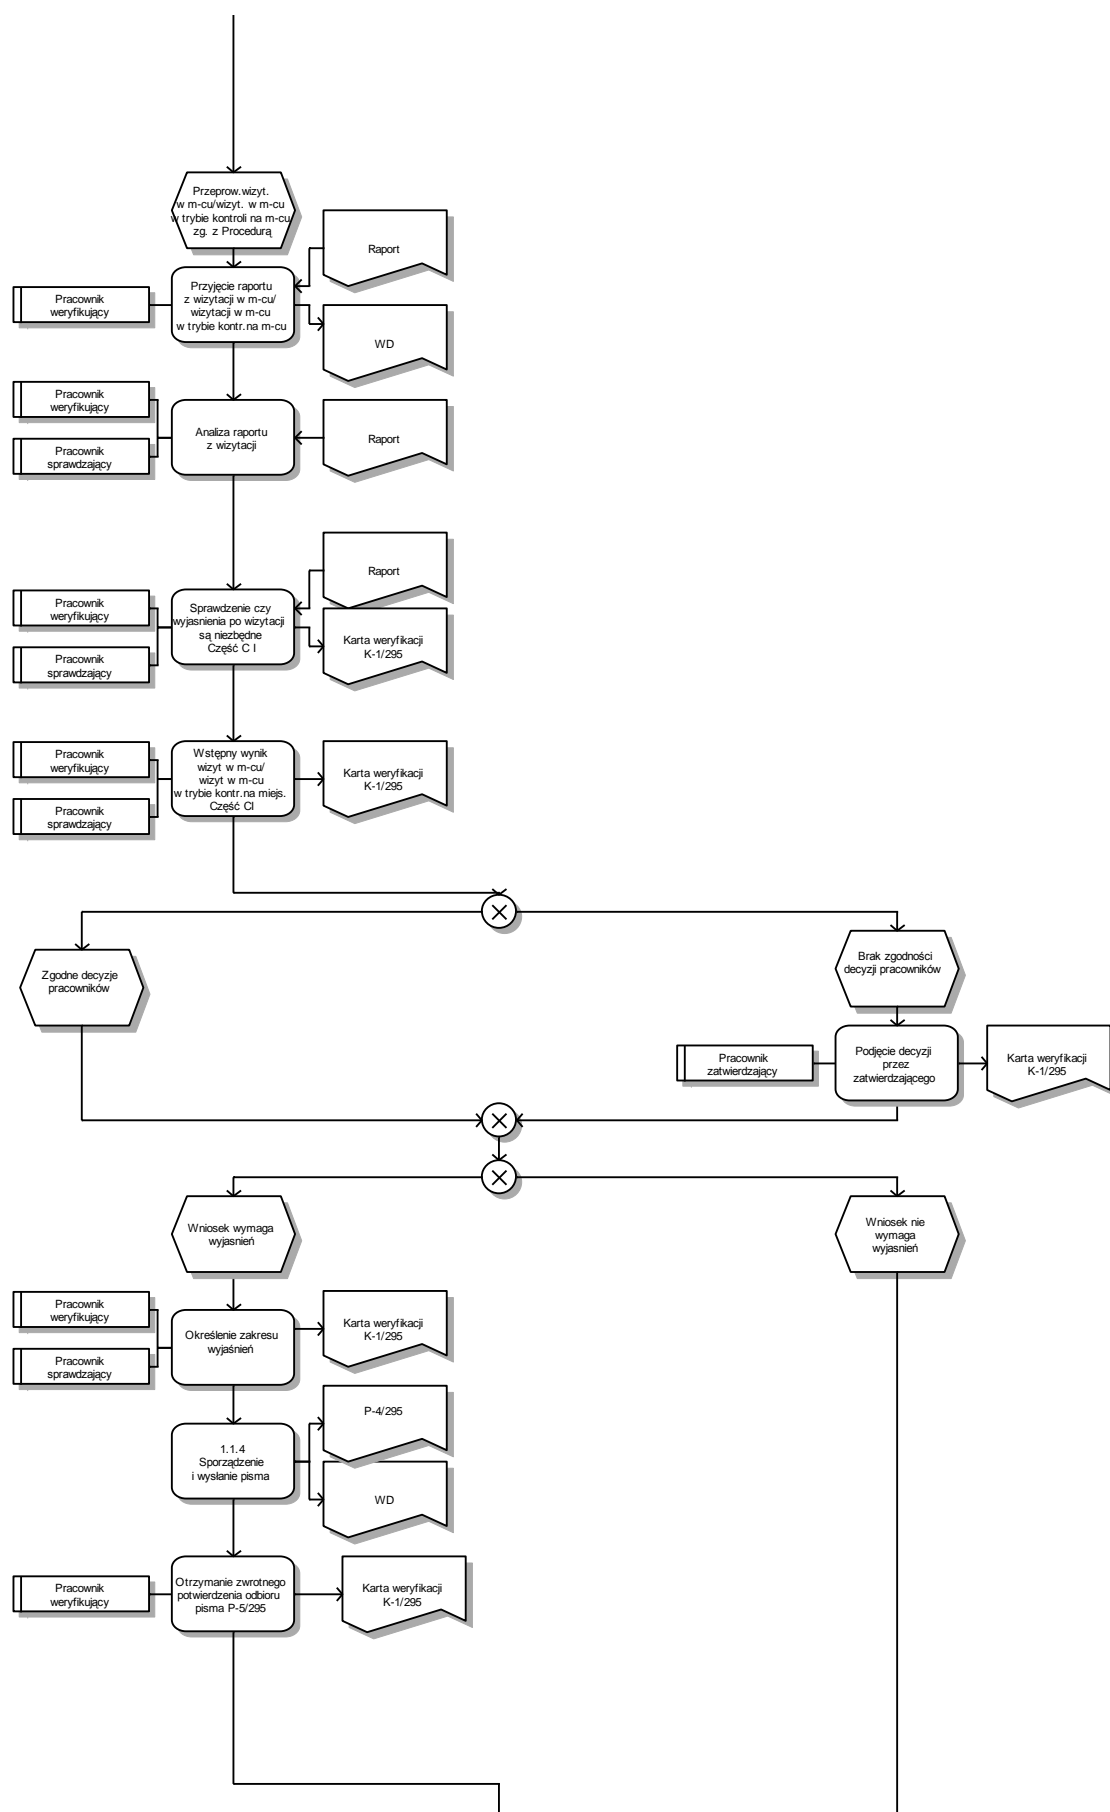 Przeprow.wizyt.
w m-cu/wizyt. w m-cu
w trybie kontroli na m-cu
zg. z Procedurą
Raport
Pracownik
weryfikujący
Przyjęcie raportu
z wizytacji w m-cu/
wizytacji w m-cu
w trybie kontr.na m-cu
WD
Pracownik
weryfikujący
Pracownik
sprawdzający
Analiza raportu
z wizytacji
Raport
Raport
Pracownik
weryfikujący
Pracownik
sprawdzający
Sprawdzenie czy
wyjasnienia po wizytacji
są niezbędne
Część C I
Karta weryfikacji
K-1/295
Pracownik
weryfikujący
Pracownik
sprawdzający
Wstępny wynik
wizyt w m-cu/
wizyt w m-cu
w trybie kontr.na miejs.
Część CI
Karta weryfikacji
K-1/295
Zgodne decyzje
pracowników
Brak zgodności
decyzji pracowników
Pracownik
zatwierdzający
Podjęcie decyzji
przez
zatwierdzającego
Karta weryfikacji
K-1/295
Wniosek wymaga
wyjasnień
Wniosek nie
wymaga
wyjasnień
Pracownik
weryfikujący
Pracownik
sprawdzający
Określenie zakresu
wyjaśnień
Karta weryfikacji
K-1/295
1.1.4
Sporządzenie
i wysłanie pisma
P-4/295
WD
Pracownik
weryfikujący
Otrzymanie zwrotnego
potwierdzenia odbioru
pisma P-5/295
Karta weryfikacji
K-1/295